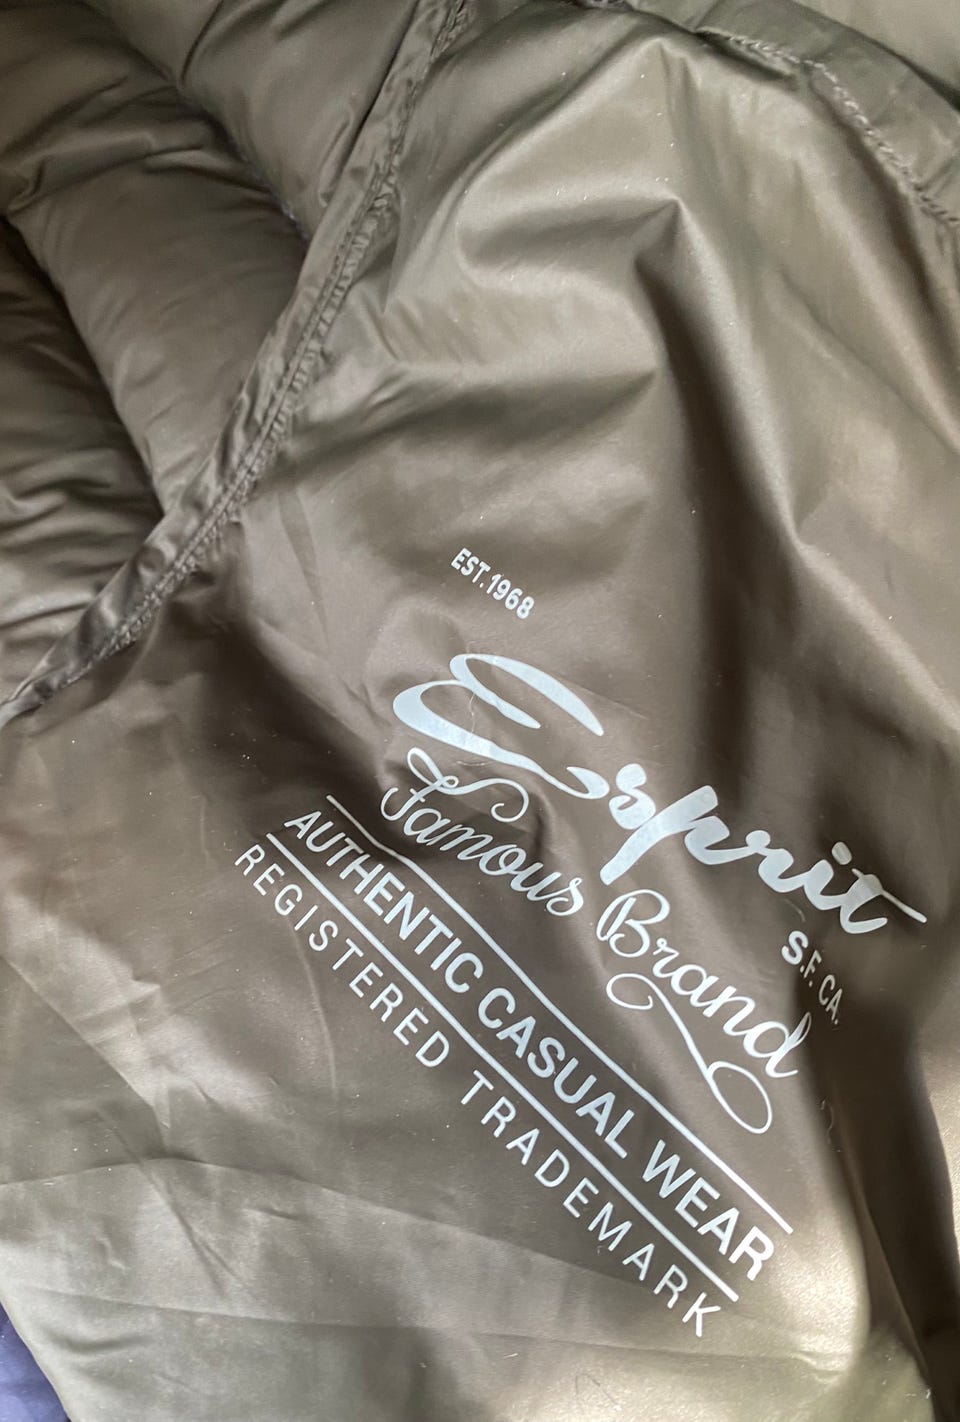 EST.1968
Esprit
S.F. CA.
Famous Brand
AUTHENTIC CASUAL WEAR
REGISTERED TRADEMARK